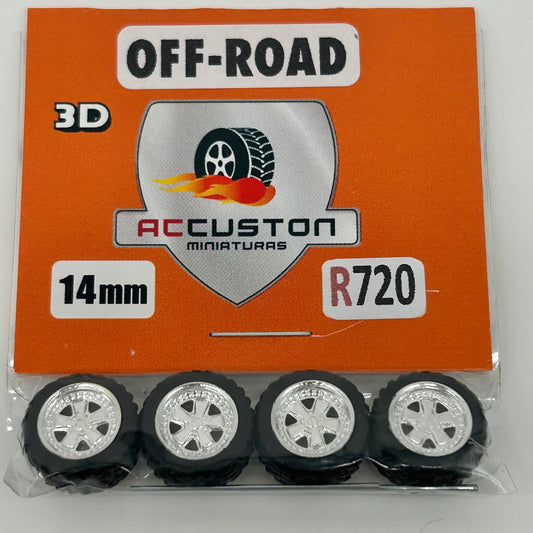 OFF-ROAD
3D
ACCUSTON
MINIATURAS
14mm
R720